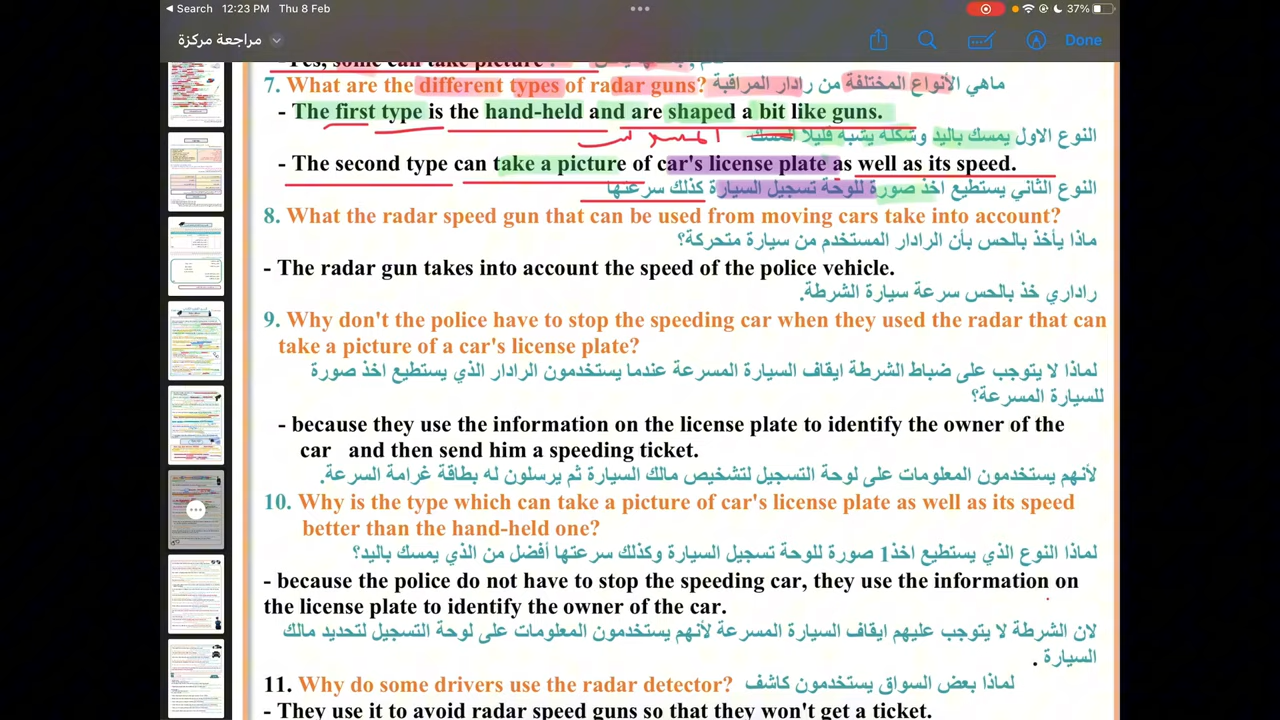 Search 12:23 PM Thu 8 Feb 37%
مراجعة مركزة Done
- Yes, some can take picture
7. What are the different types of radar guns? ماهي الأنواع المختلفة من رادار المراقبة
- The first type is the hand-held and are shaped a bit like guns.
النوع الاول يمسك باليد وشكله يشبه قليلا
- The second type can take a picture of car's license plate as well as its speed.
النوع الثاني يستطيع اخذ صورة للوحة تسجيل السيارة كذلك سرعتها
8. What the radar speed gun that can be used from moving cars take into account?
ماذا يأخذ بالحس بأن الرادار المستخدم من سيارة متحركة؟
- The radar gun takes into account the speed of the police vehicle.
راداري خذ بالحس سرعة سيارة الشرطة.
9. Why don't the police have to stop the speeding car when they used the radar that can
take a picture of a car's license plate?
لماذا لا يتوجب على ضباط الشرطة ايقاف السيارة المسرعة عندما يستخدمون الرادار الذي يستطيع اخذ صورة
للسيارة المسرعة؟
- because they use the information on the license plate to identify the owner of the
car and then send him a speeding ticket.
لأنهم يستخدمون المعلومات على لوحة التسجيل لتشخيص مالك السيارة ثم يرسلون له بطاقة غرامة السرعة.
10. Why is the type which can take a picture of car's license plate as well as its speed
better than the hand-held one?
لماذا النوع الذي يستطيع اخذ1 صورة للوحة تسجيل السيارة وكذلك سرعتها أفضل من الذي يمسك باليد؟
- because the police do not have to stop the speeding car, they use the information on
the license plate to identify the owner of the car.
لان الشرطة لا يتوجب عليهم ايقاف السيارة المسرعة لأنهم يستخدمون المعلومات على لوحة التسجيل لتحديد مالك
السيارة .
11. Why do some drivers use the radar detector? لماذا بعض يستخدم كاشف
- They use it to avoid radar speed guns so that they won't get a ticket.